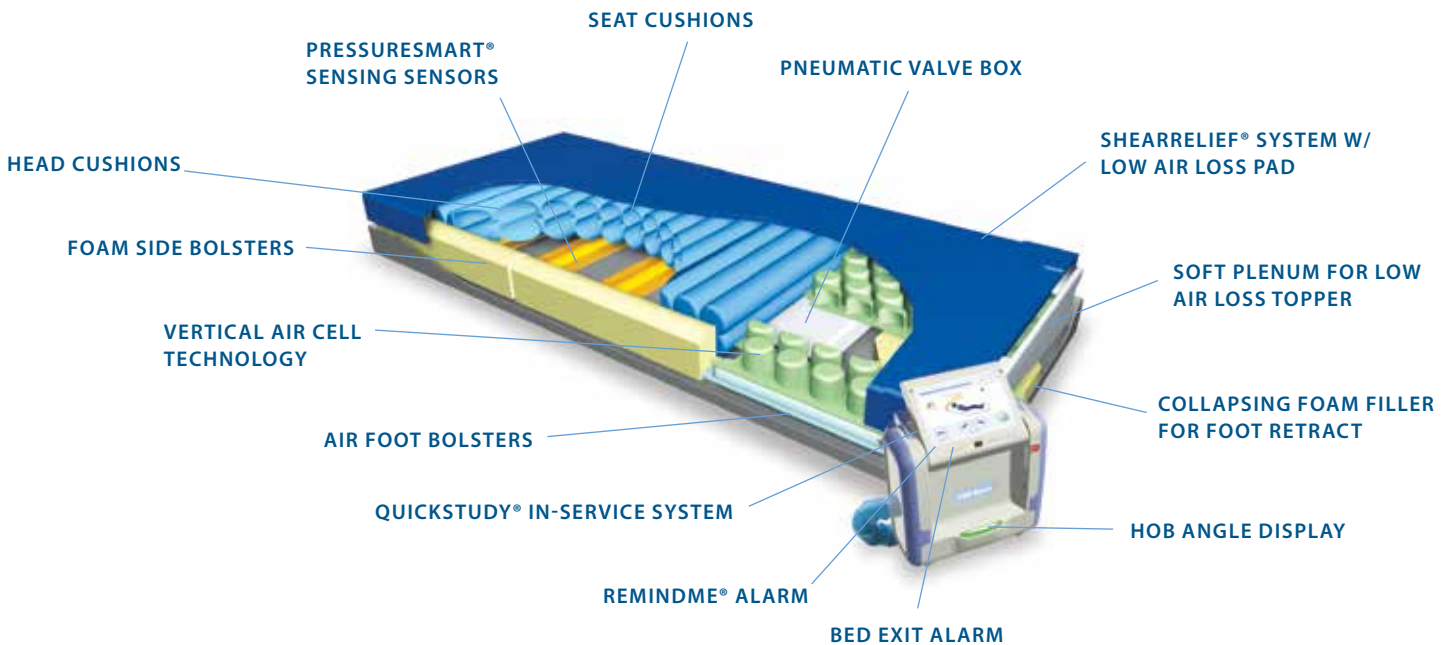 SEAT CUSHIONS
PRESSURESMART®
SENSING SENSORS
PNEUMATIC VALVE BOX
SHEARRELIEF® SYSTEM W/
LOW AIR LOSS PAD
HEAD CUSHIONS
FOAM SIDE BOLSTERS
SOFT PLENUM FOR LOW
AIR LOSS TOPPER
VERTICAL AIR CELL
TECHNOLOGY
COLLAPSING FOAM FILLER
FOR FOOT RETRACT
AIR FOOT BOLSTERS
QUICKSTUDY® IN-SERVICE SYSTEM
HOB ANGLE DISPLAY
REMINDME® ALARM
BED EXIT ALARM